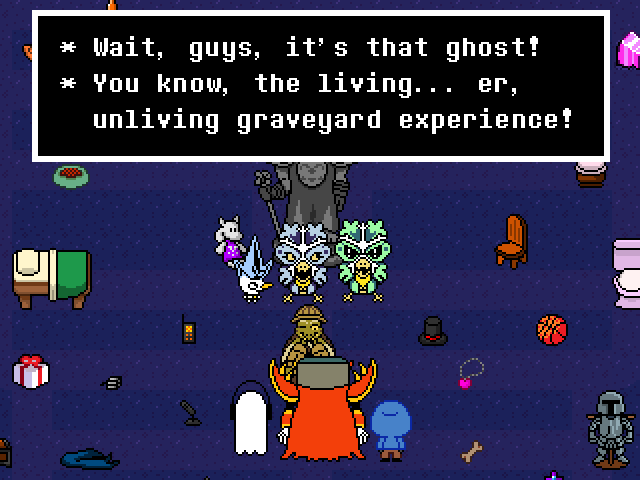 * Wait, guys, it's that ghost!
* You know, the living... er,
unliving graveyard experience!